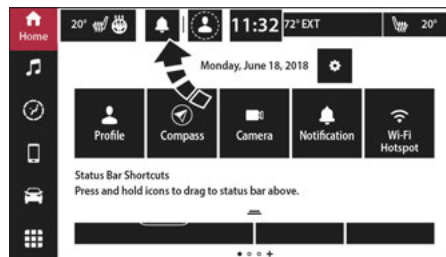 Home
20°
11:32
72° EXT
20°
Monday, June 18, 2018
Profile
Compass
Camera
Notification
Wi-Fi
Hotspot
Status Bar Shortcuts
Press and hold icons to drag to status bar above.